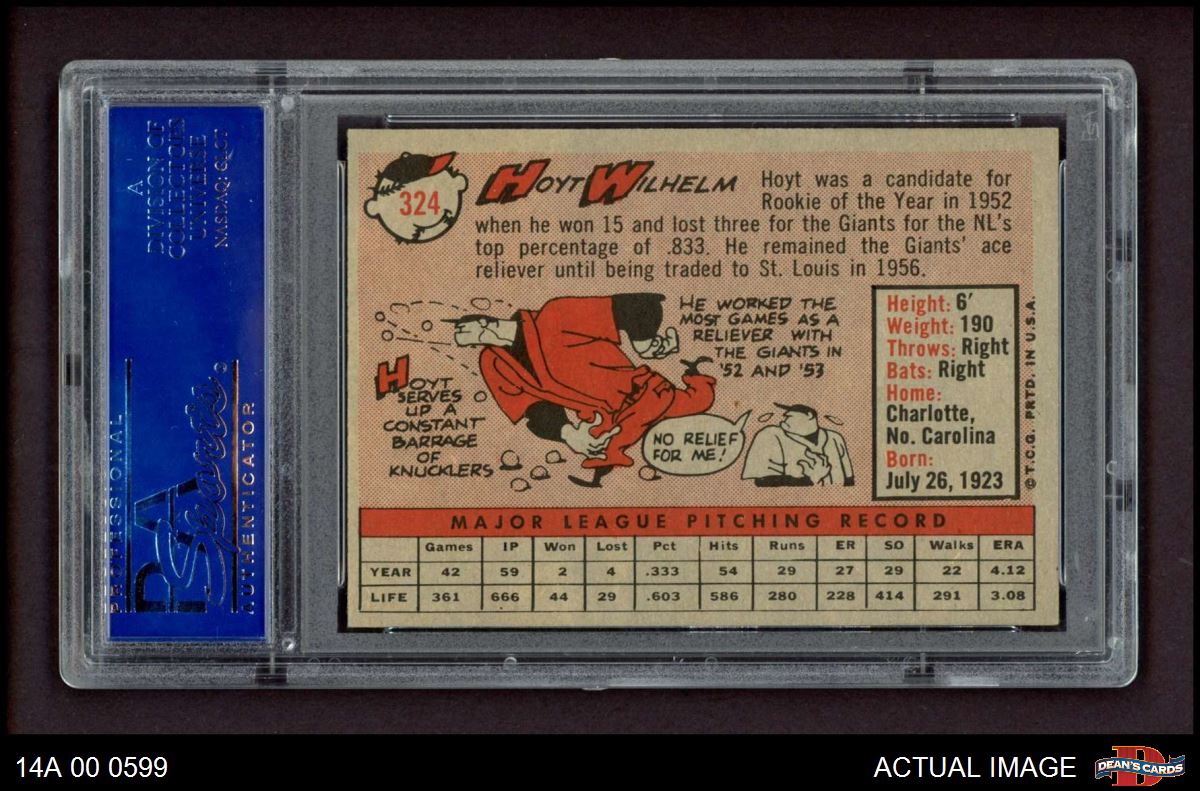 A
DIVISION OF
COLLECTORS
UNIVERSE
NASDAQ: CLCT
PROFESSIONAL
PSA
Sports
AUTHENTICATOR
324
HOYT WILHELM
Hoyt was a candidate for
Rookie of the Year in 1952
when he won 15 and lost three for the Giants for the NL's
top percentage of .833. He remained the Giants' ace
reliever until being traded to St. Louis in 1956.
HE WORKED THE
MOST GAMES AS A
RELIEVER WITH
THE GIANTS IN
'52 AND '53
HOYT
SERVES
UP A
CONSTANT
BARRAGE
OF
KNUCKLERS
NO RELIEF
FOR ME!
Height: 6'
Weight: 190
Throws: Right
Bats: Right
Home:
Charlotte,
No. Carolina
Born:
July 26, 1923
© T.C.G. PRTD. IN U.S.A.
MAJOR LEAGUE PITCHING RECORD
Games IP Won Lost Pct Hits Runs ER SO Walks ERA
YEAR 42 59 2 4 .333 54 29 27 29 22 4.12
LIFE 361 666 44 29 .603 586 280 228 414 291 3.08
14A 00 0599
ACTUAL IMAGE
DEAN'S CARDS